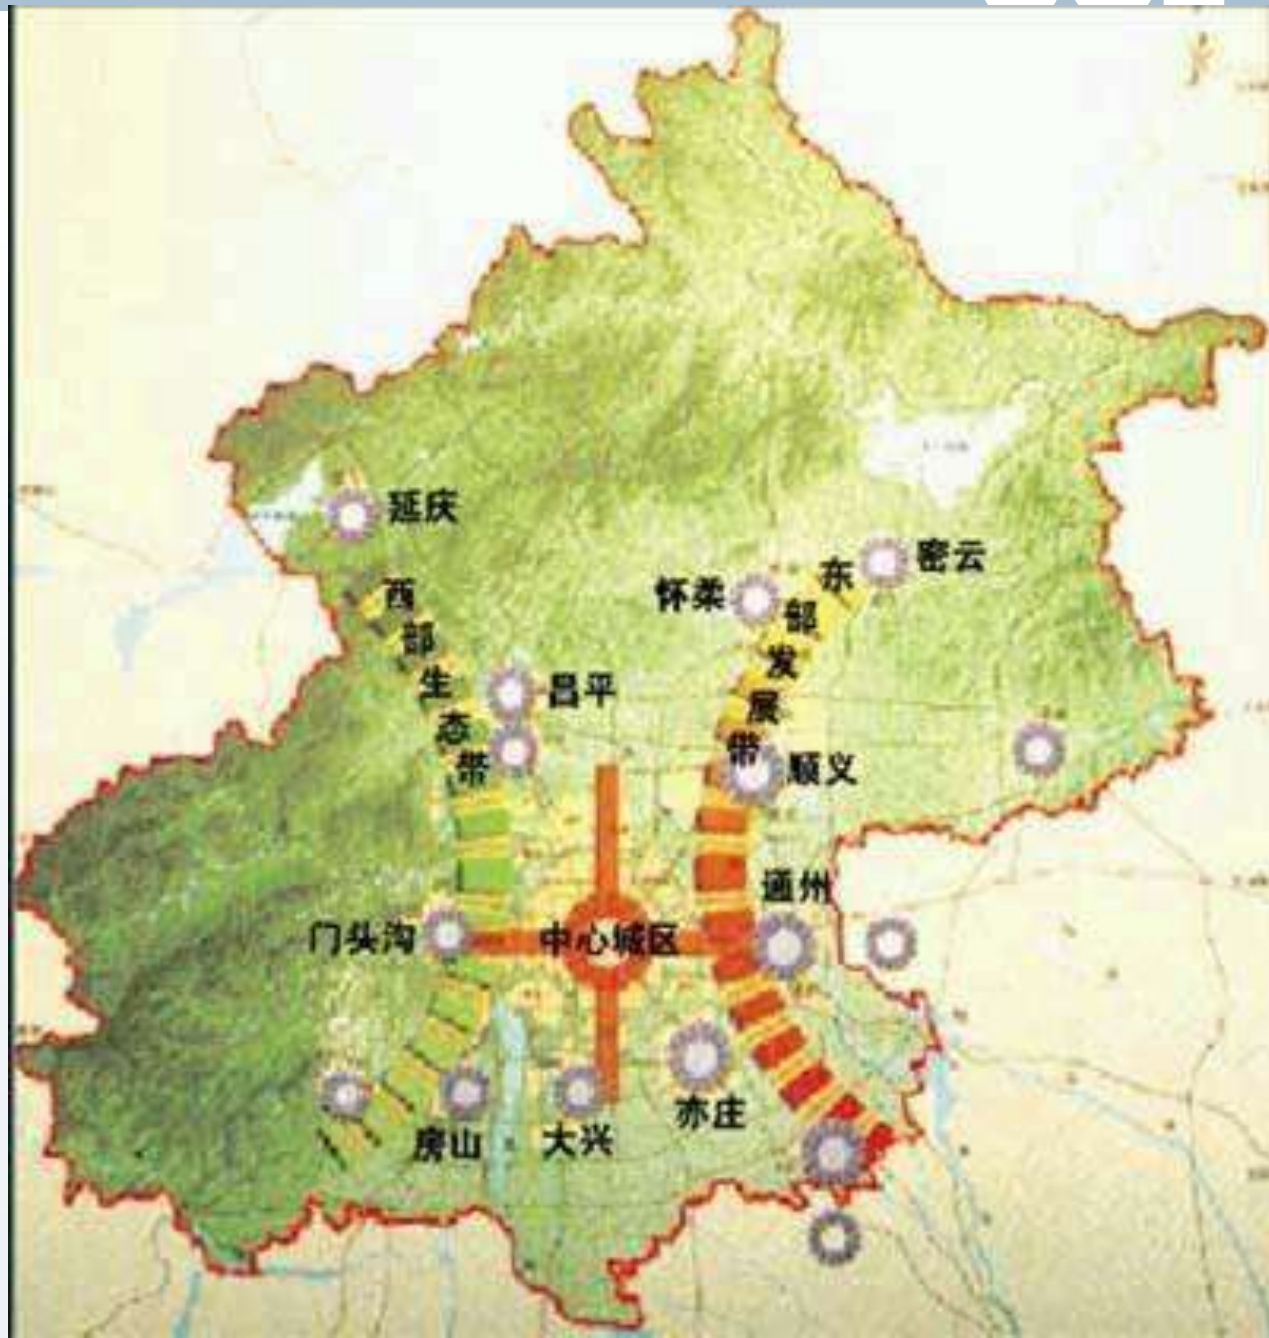 延庆
密云
怀柔
东部发展带
西部生态带
昌平
顺义
通州
门头沟
中心城区
亦庄
房山
大兴